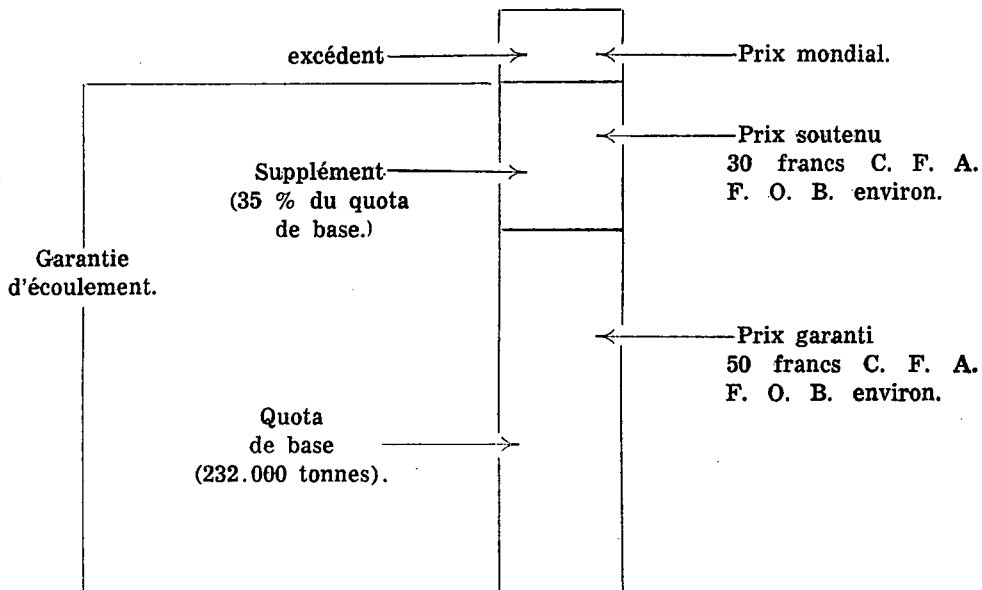 excédent
Prix mondial.
Prix soutenu
30 francs C. F. A.
F. O. B. environ.
Supplément
(35 % du quota
de base.)
Garantie
d'écoulement.
Prix garanti
50 francs C. F. A.
F. O. B. environ.
Quota
de base
(232.000 tonnes).